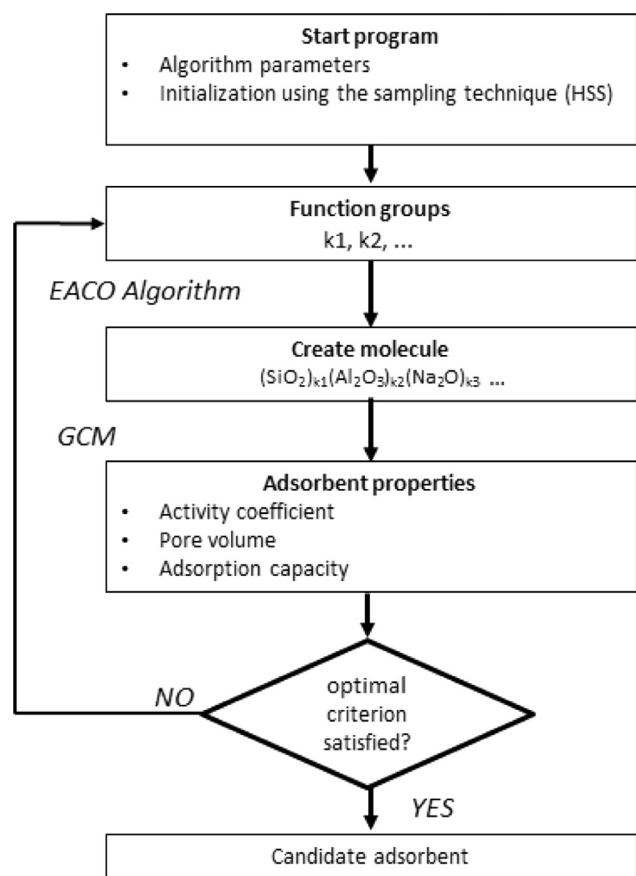 Start program
• Algorithm parameters
• Initialization using the sampling technique (HSS)
Function groups
k1, k2, ...
EACO Algorithm
Create molecule
(SiO₂)ₖ₁(Al₂O₃)ₖ₂(Na₂O)ₖ₃ ...
GCM
Adsorbent properties
• Activity coefficient
• Pore volume
• Adsorption capacity
optimal
criterion
satisfied?
NO
YES
Candidate adsorbent